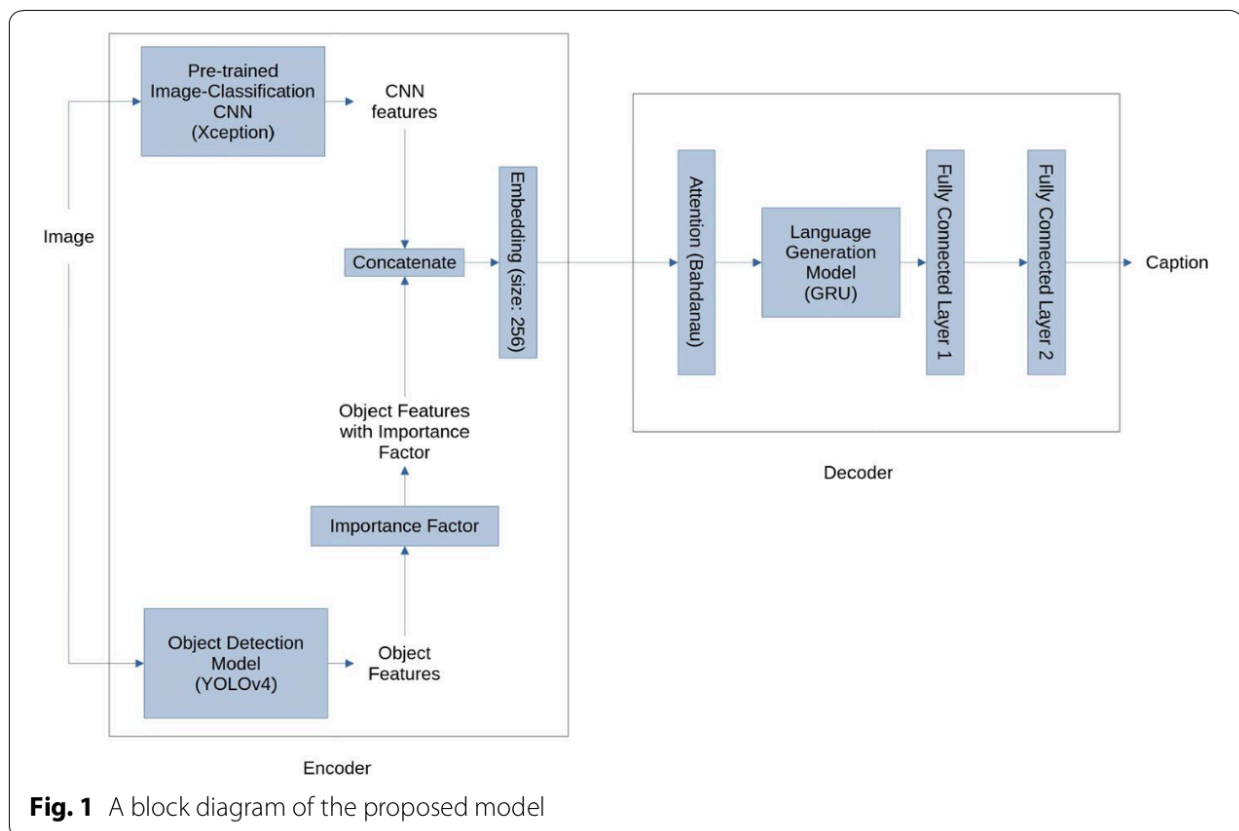 Pre-trained
Image-Classification
CNN
(Xception)
CNN
features
Image
Concatenate
Embedding (size: 256)
Object Features
with Importance
Factor
Importance Factor
Object Detection
Model
(YOLOv4)
Object
Features
Encoder
Attention (Bahdanau)
Language
Generation
Model
(GRU)
Fully Connected Layer 1
Fully Connected Layer 2
Caption
Decoder
Fig. 1 A block diagram of the proposed model